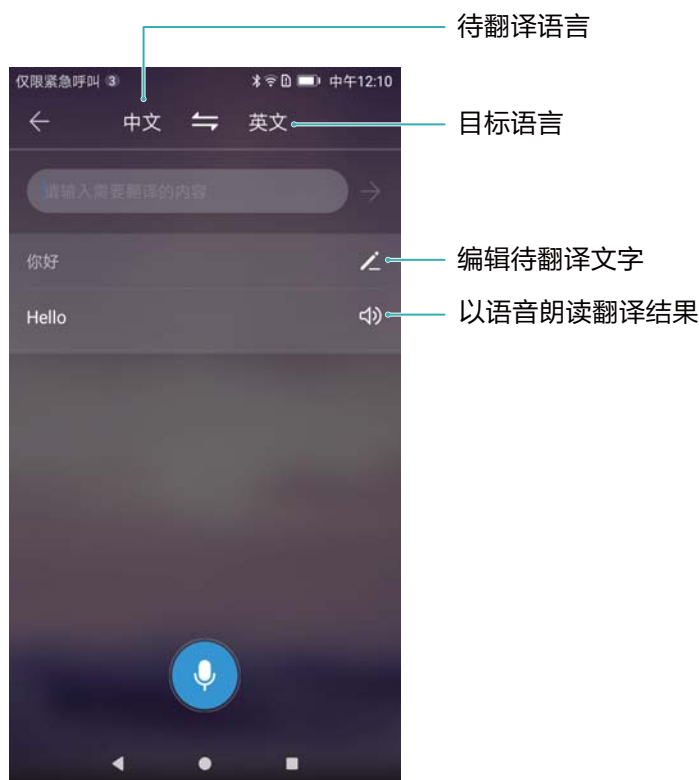 待翻译语言
仅限紧急呼叫 3 中午12:10
中文 英文
目标语言
请输入需要翻译的内容
你好
编辑待翻译文字
Hello
以语音朗读翻译结果